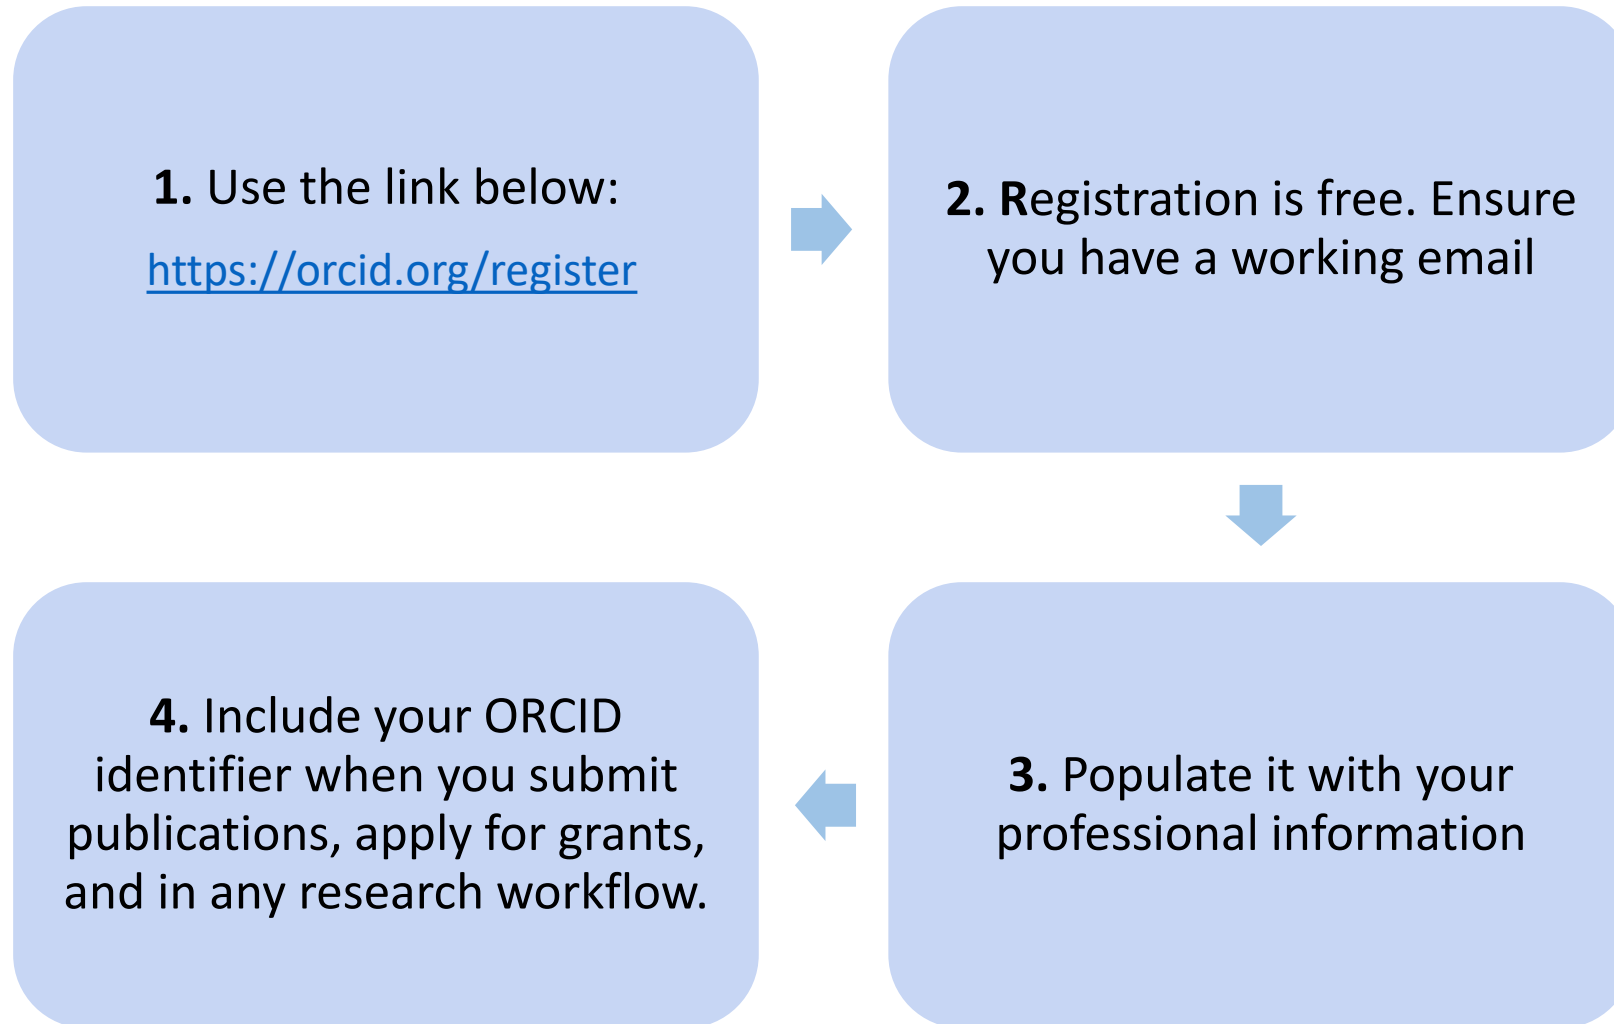 1. Use the link below:
https://orcid.org/register
2. Registration is free. Ensure
you have a working email
3. Populate it with your
professional information
4. Include your ORCID
identifier when you submit
publications, apply for grants,
and in any research workflow.